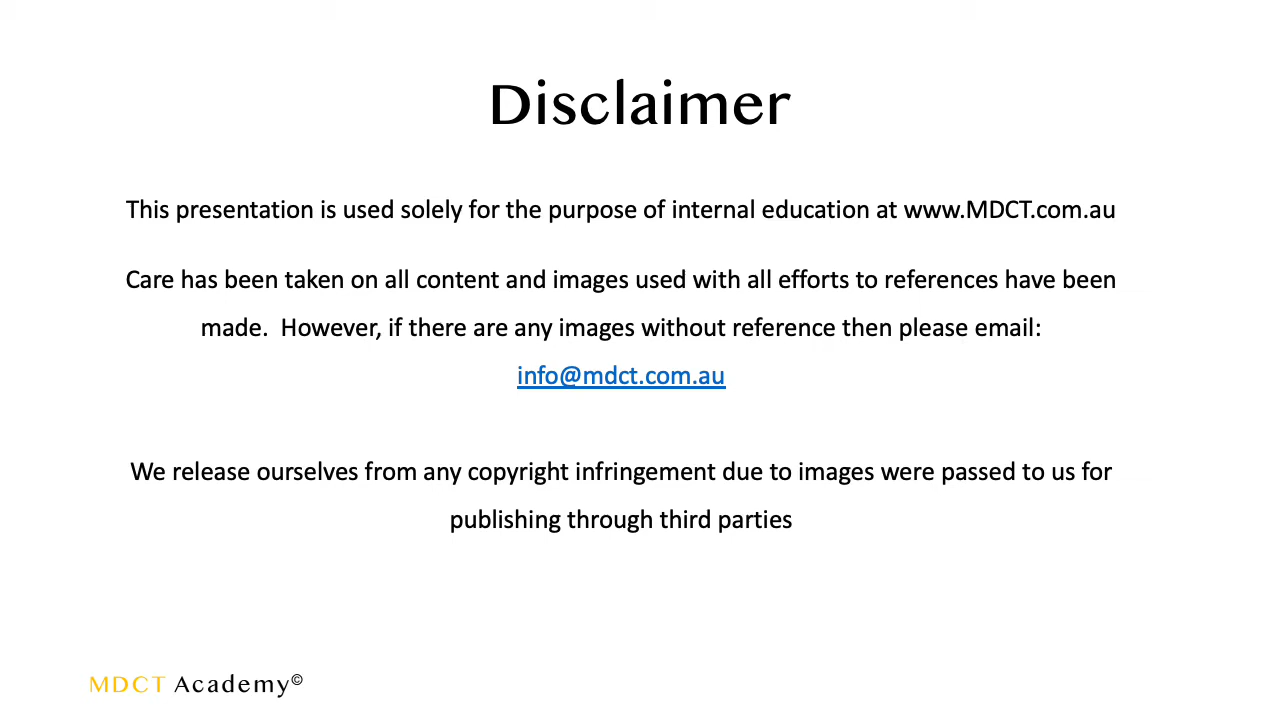 Disclaimer
This presentation is used solely for the purpose of internal education at www.MDCT.com.au
Care has been taken on all content and images used with all efforts to references have been
made.  However, if there are any images without reference then please email:
info@mdct.com.au
We release ourselves from any copyright infringement due to images were passed to us for
publishing through third parties
MDCT Academy©